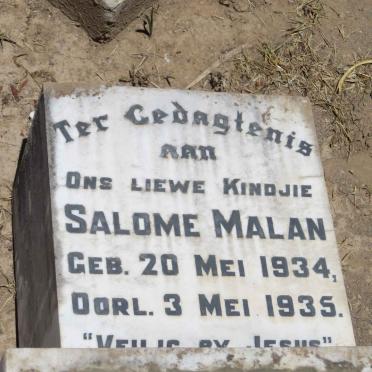 Ter Gedagtenis
aan
Ons liewe Kindjie
Salome Malan
Geb. 20 Mei 1934,
Oorl. 3 Mei 1935.
"Veilig by Jesus"